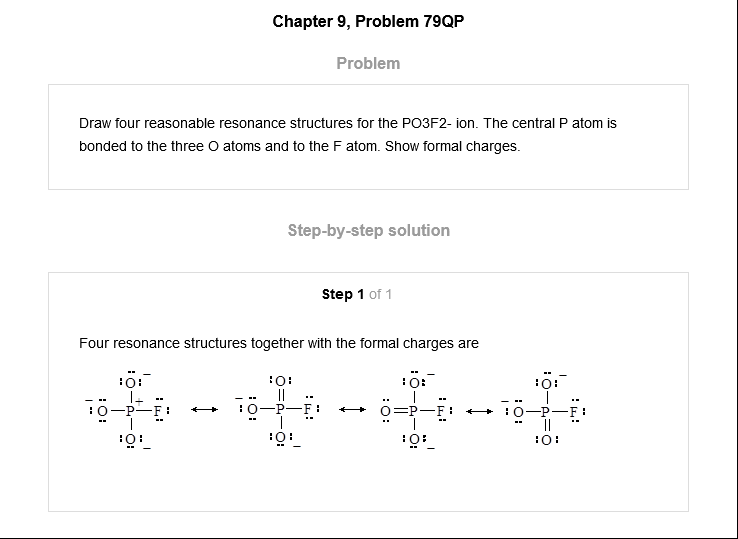 Chapter 9, Problem 79QP
Problem
Draw four reasonable resonance structures for the PO3F2- ion. The central P atom is
bonded to the three O atoms and to the F atom. Show formal charges.
Step-by-step solution
Step 1 of 1
Four resonance structures together with the formal charges are
:O:⁻ :O: :O:⁻ :O:⁻
⁻:O—P⁺—F: ↔ ⁻:O—P—F: ↔ O=P—F: ↔ ⁻:O—P—F:
:O:⁻ :O:⁻ :O:⁻ :O: